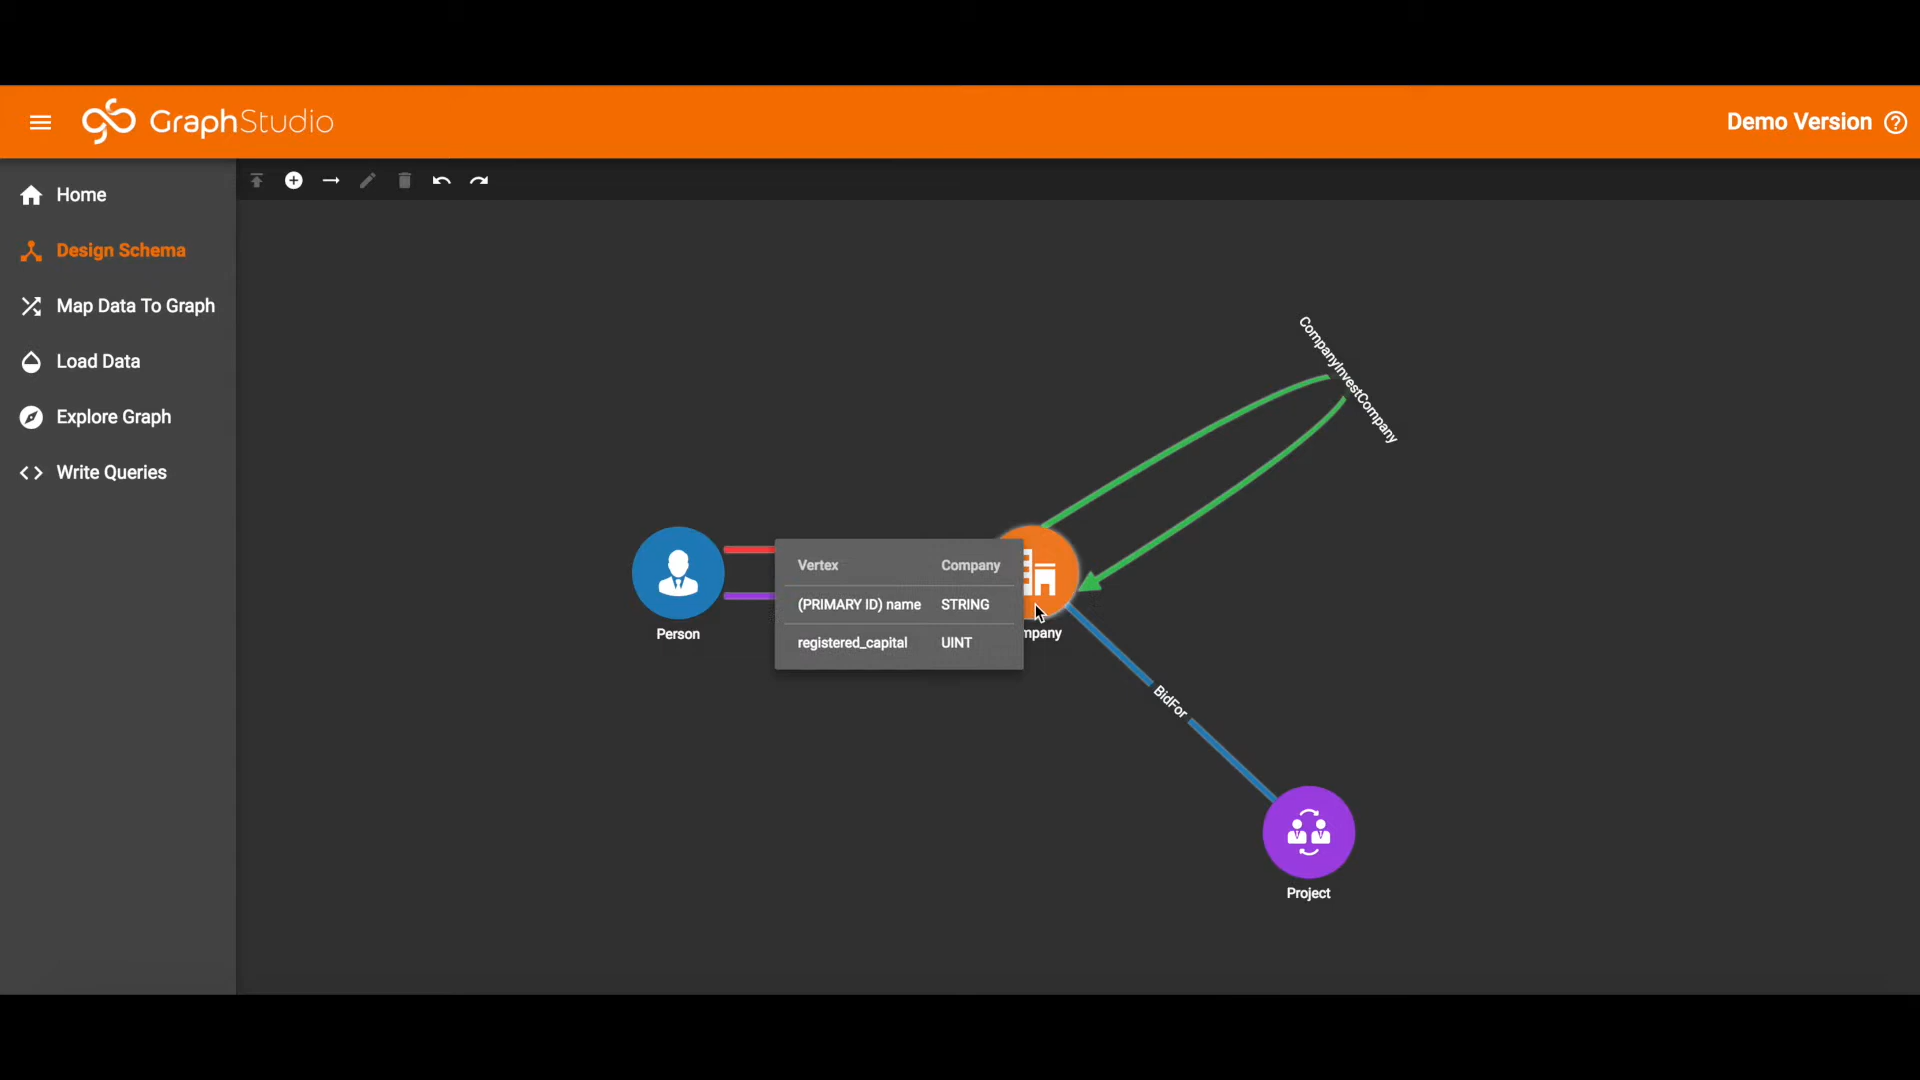 GraphStudio
Demo Version
Home
Design Schema
Map Data To Graph
Load Data
Explore Graph
Write Queries
CompanyInvestCompany
Vertex Company
(PRIMARY ID) name STRING
registered_capital UINT
Person
mpany
BidFor
Project